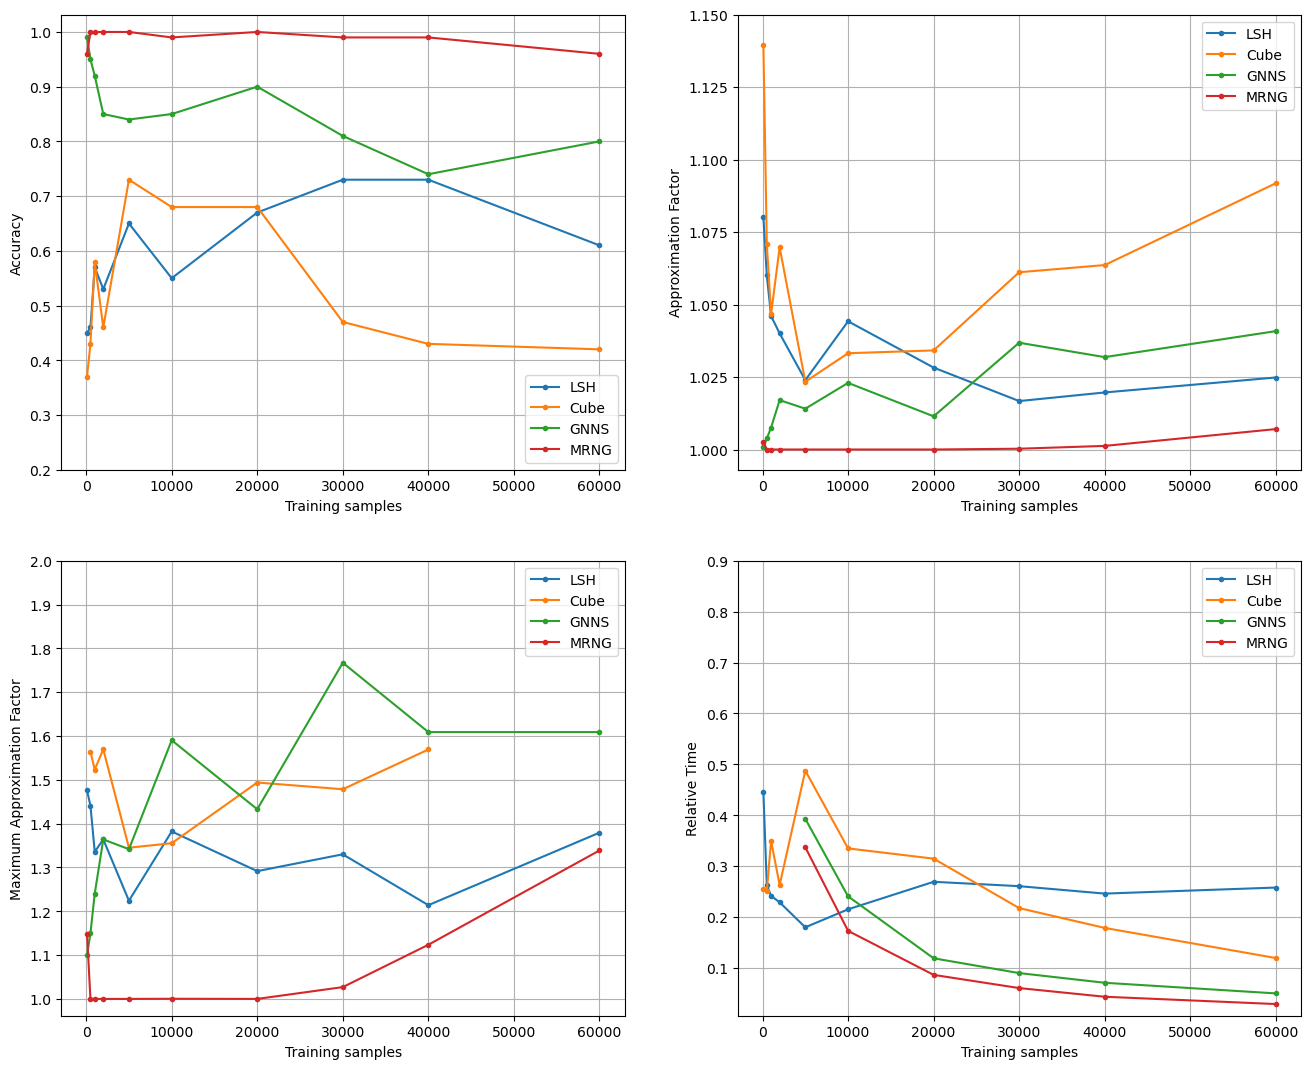 1.0
0.9
0.8
0.7
0.6
0.5
0.4
0.3
0.2
Accuracy
0 10000 20000 30000 40000 50000 60000
Training samples
LSH
Cube
GNNS
MRNG
1.150
1.125
1.100
1.075
1.050
1.025
1.000
Approximation Factor
0 10000 20000 30000 40000 50000 60000
Training samples
LSH
Cube
GNNS
MRNG
2.0
1.9
1.8
1.7
1.6
1.5
1.4
1.3
1.2
1.1
1.0
Maximum Approximation Factor
0 10000 20000 30000 40000 50000 60000
Training samples
LSH
Cube
GNNS
MRNG
0.9
0.8
0.7
0.6
0.5
0.4
0.3
0.2
0.1
Relative Time
0 10000 20000 30000 40000 50000 60000
Training samples
LSH
Cube
GNNS
MRNG